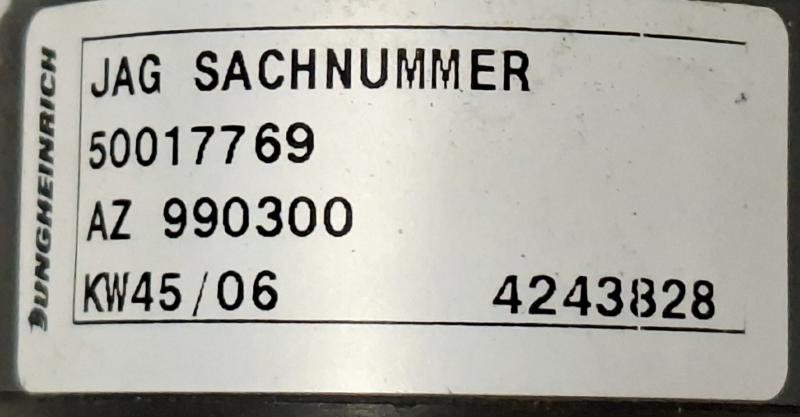 JUNGHEINRICH
JAG SACHNUMMER
50017769
AZ 990300
KW45/06 4243828